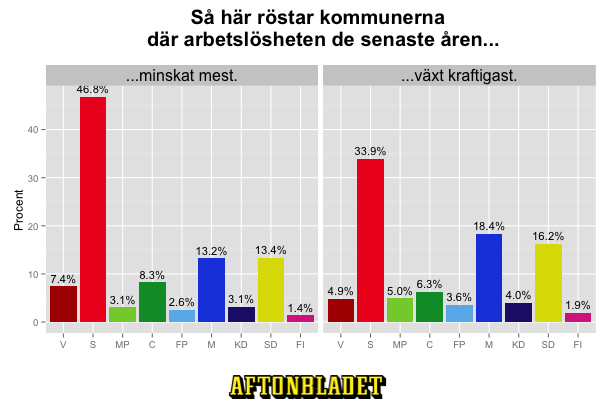 Så här röstar kommunerna
där arbetslösheten de senaste åren...
...minskat mest.
...växt kraftigast.
Procent
40
30
20
10
0
7.4%
46.8%
3.1%
8.3%
2.6%
13.2%
3.1%
13.4%
1.4%
4.9%
33.9%
5.0%
6.3%
3.6%
18.4%
4.0%
16.2%
1.9%
V S MP C FP M KD SD FI
V S MP C FP M KD SD FI
AFTONBLADET